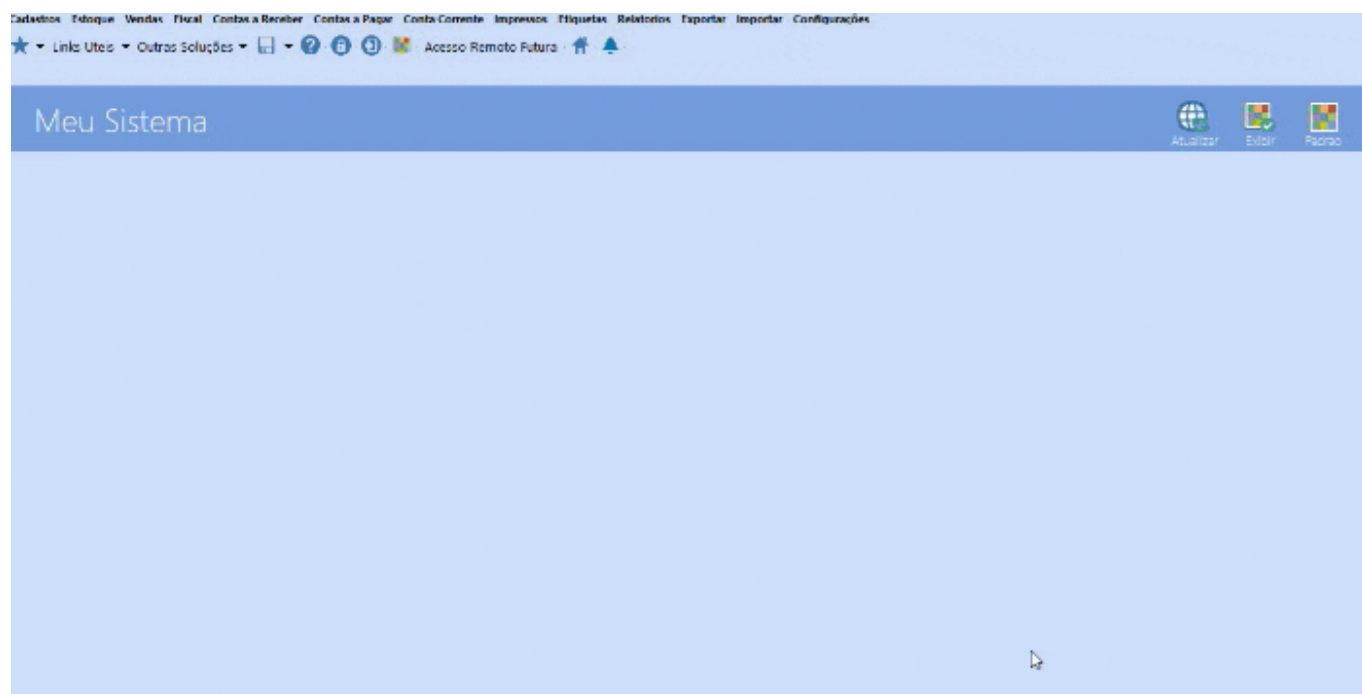 Cadastros Estoque Vendas Fiscal Contas a Receber Contas a Pagar Conta Corrente Impressos Etiquetas Relatorios Exportar Importar Configurações
Links Uteis Outras Soluções Acesso Remoto Futura
Meu Sistema
Atualizar Exibir Padrao